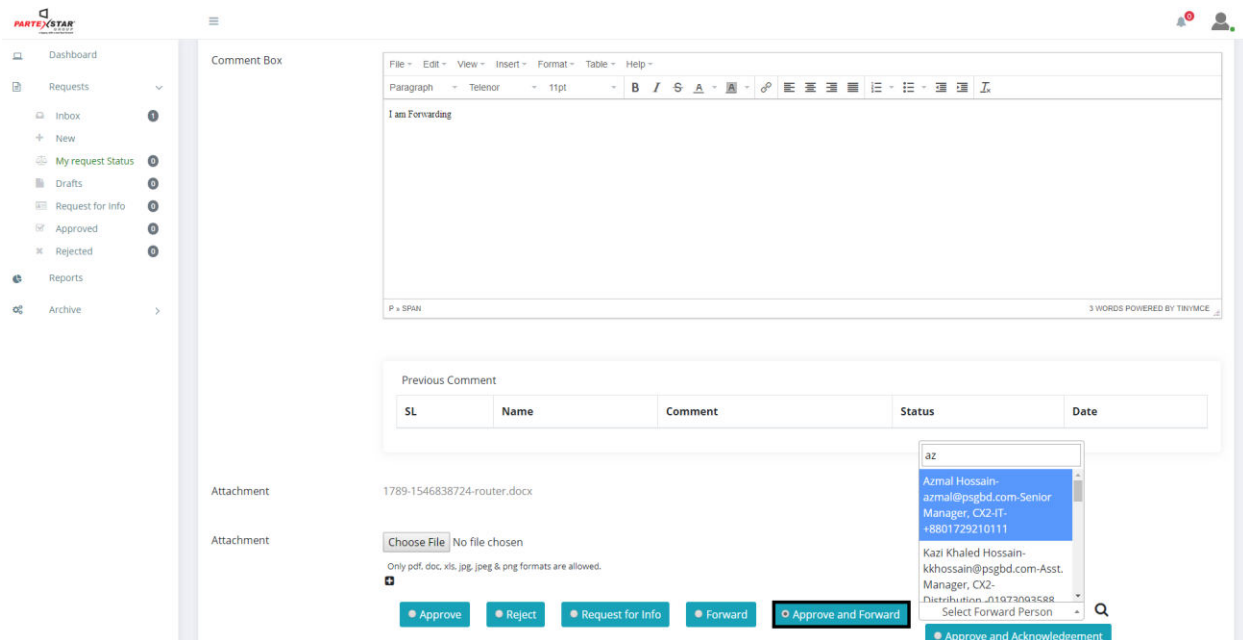 PARTEX STAR
GROUP
0
Dashboard
Requests
Inbox 1
New
My request Status 0
Drafts 0
Request for Info 0
Approved 0
Rejected 0
Reports
Archive
Comment Box
File Edit View Insert Format Table Help
Paragraph Telenor 11pt B I S A A
I am Forwarding
P » SPAN 3 WORDS POWERED BY TINYMCE
Previous Comment
SL Name Comment Status Date
az
Azmal Hossain-
azmal@psgbd.com-Senior
Manager, CX2-IT-
+8801729210111
Kazi Khaled Hossain-
kkhossain@psgbd.com-Asst.
Manager, CX2-
Distribution -01973093588
Attachment 1789-1546838724-router.docx
Attachment Choose File No file chosen
Only pdf, doc, xls, jpg, jpeg & png formats are allowed.
Approve Reject Request for Info Forward Approve and Forward Select Forward Person
Approve and Acknowledgement